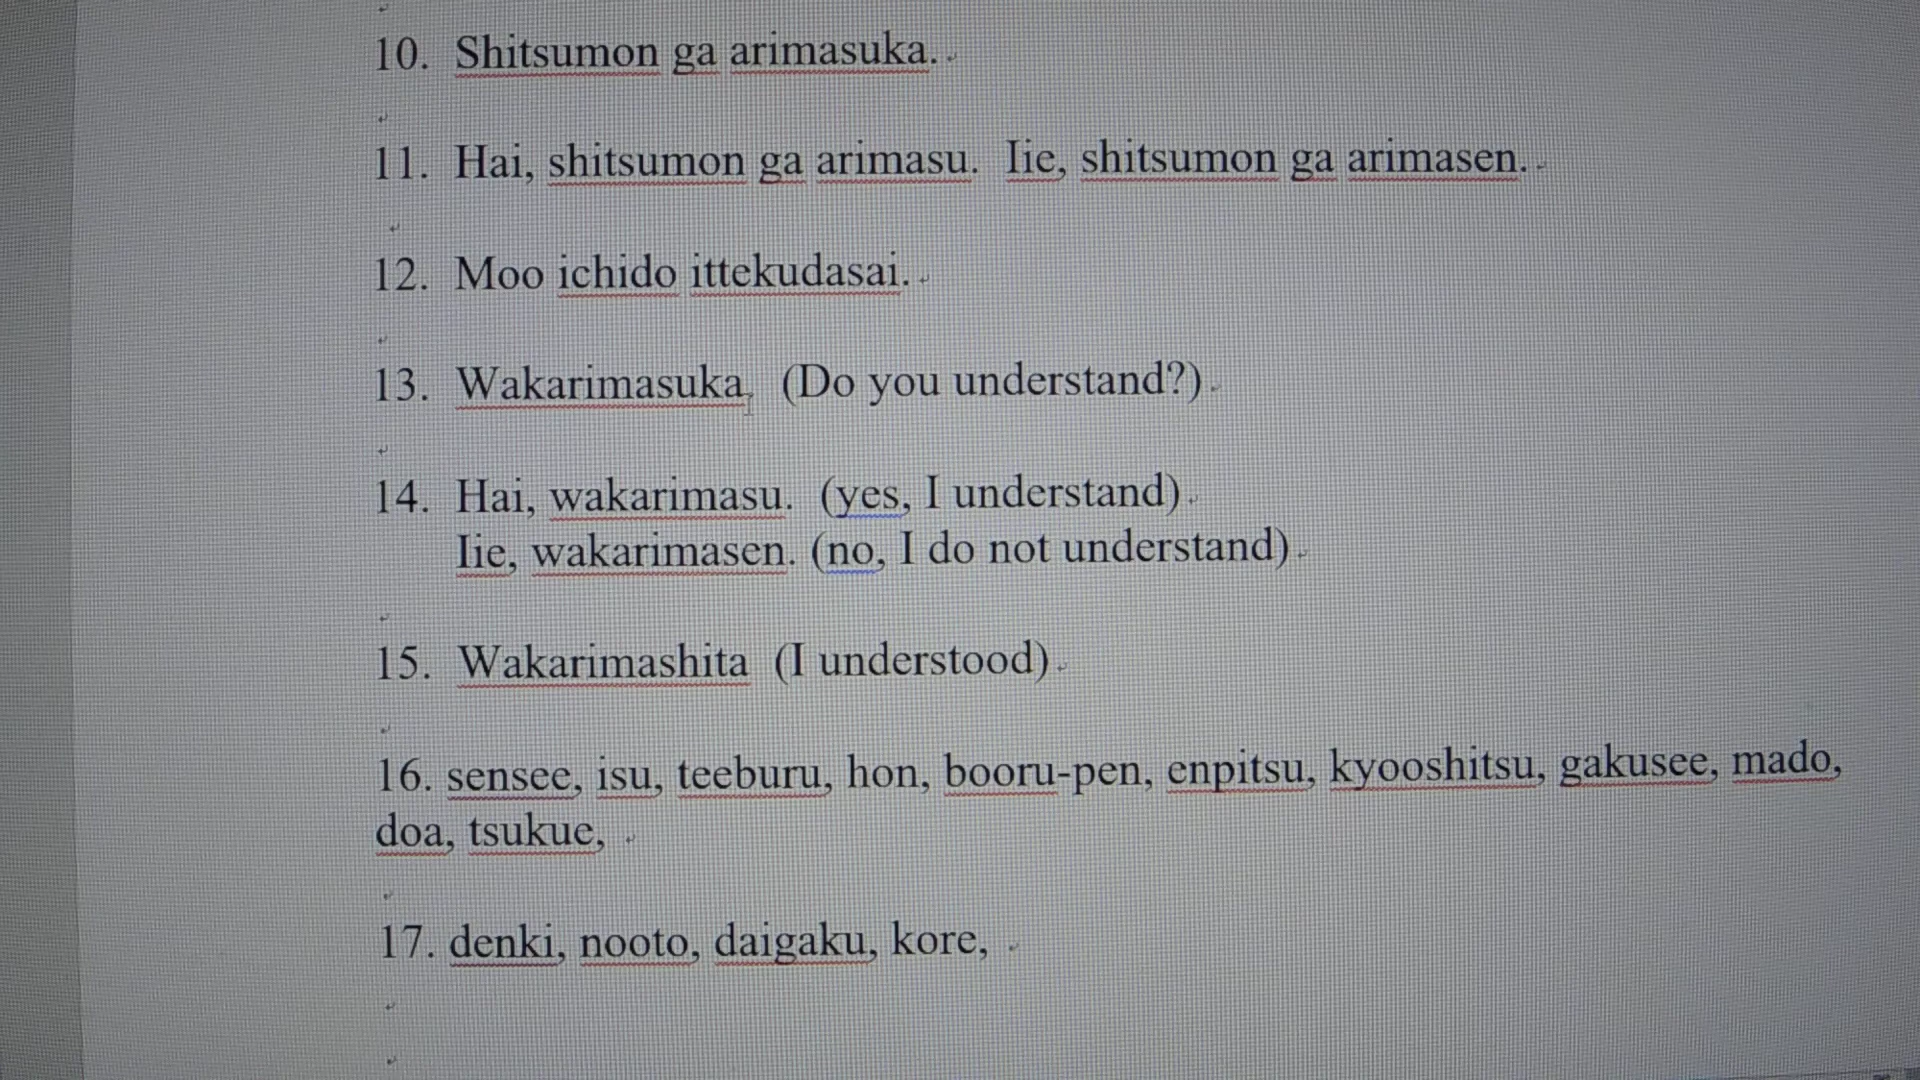 10. Shitsumon ga arimasuka.
11. Hai, shitsumon ga arimasu. Iie, shitsumon ga arimasen.
12. Moo ichido ittekudasai.
13. Wakarimasuka. (Do you understand?)
14. Hai, wakarimasu. (yes, I understand)
Iie, wakarimasen. (no, I do not understand)
15. Wakarimashita (I understood)
16. sensee, isu, teeburu, hon, booru-pen, enpitsu, kyooshitsu, gakusee, mado,
doa, tsukue,
17. denki, nooto, daigaku, kore,